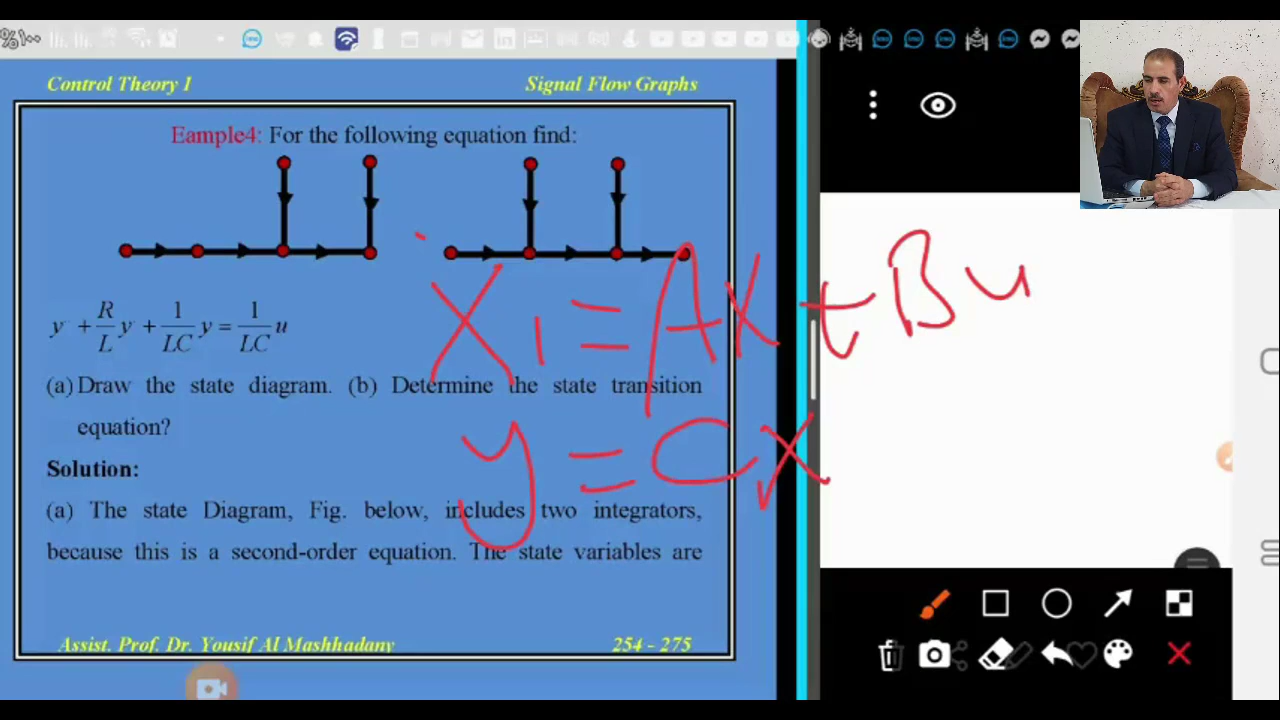 %١٠٠
Control Theory I
Signal Flow Graphs
Eample4: For the following equation find:
y + R/L y + 1/LC y = 1/LC u
(a) Draw the state diagram. (b) Determine the state transition
equation?
Solution:
(a) The state Diagram, Fig. below, includes two integrators,
because this is a second-order equation. The state variables are
Assist. Prof. Dr. Yousif Al Mashhadany
254 - 275
X1 = AX + Bu
y = CX